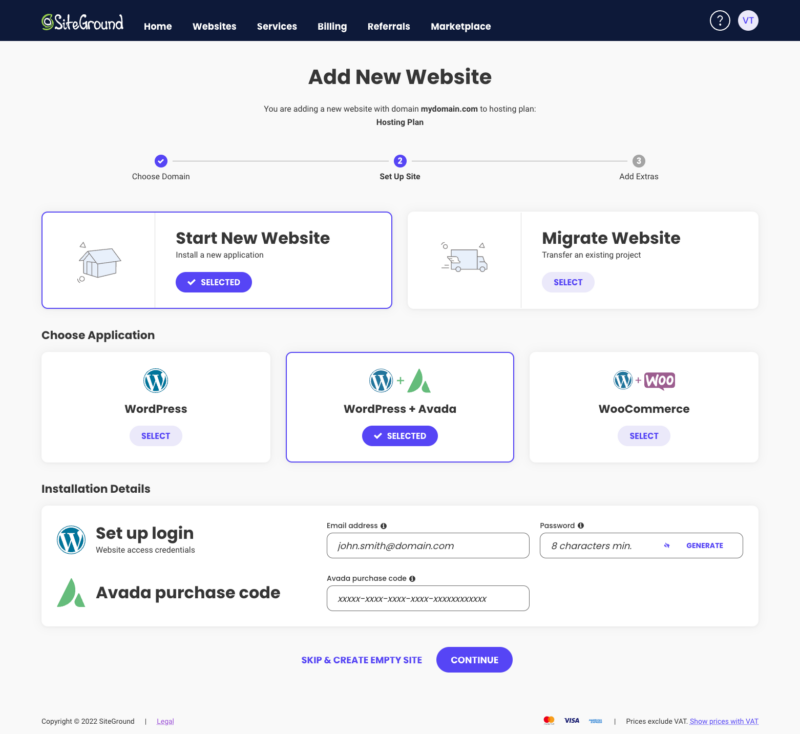 SiteGround
Home Websites Services Billing Referrals Marketplace
? VT
Add New Website
You are adding a new website with domain mydomain.com to hosting plan:
Hosting Plan
2 3
Choose Domain Set Up Site Add Extras
Start New Website
Install a new application
SELECTED
Migrate Website
Transfer an existing project
SELECT
Choose Application
WordPress
SELECT
+
WordPress + Avada
SELECTED
+ WOO
WooCommerce
SELECT
Installation Details
Set up login
Website access credentials
Email address
john.smith@domain.com
Password
8 characters min. GENERATE
Avada purchase code
Avada purchase code
xxxxx-xxxx-xxxx-xxxx-xxxxxxxxxxx
SKIP & CREATE EMPTY SITE CONTINUE
Copyright © 2022 SiteGround | Legal
VISA | Prices exclude VAT. Show prices with VAT